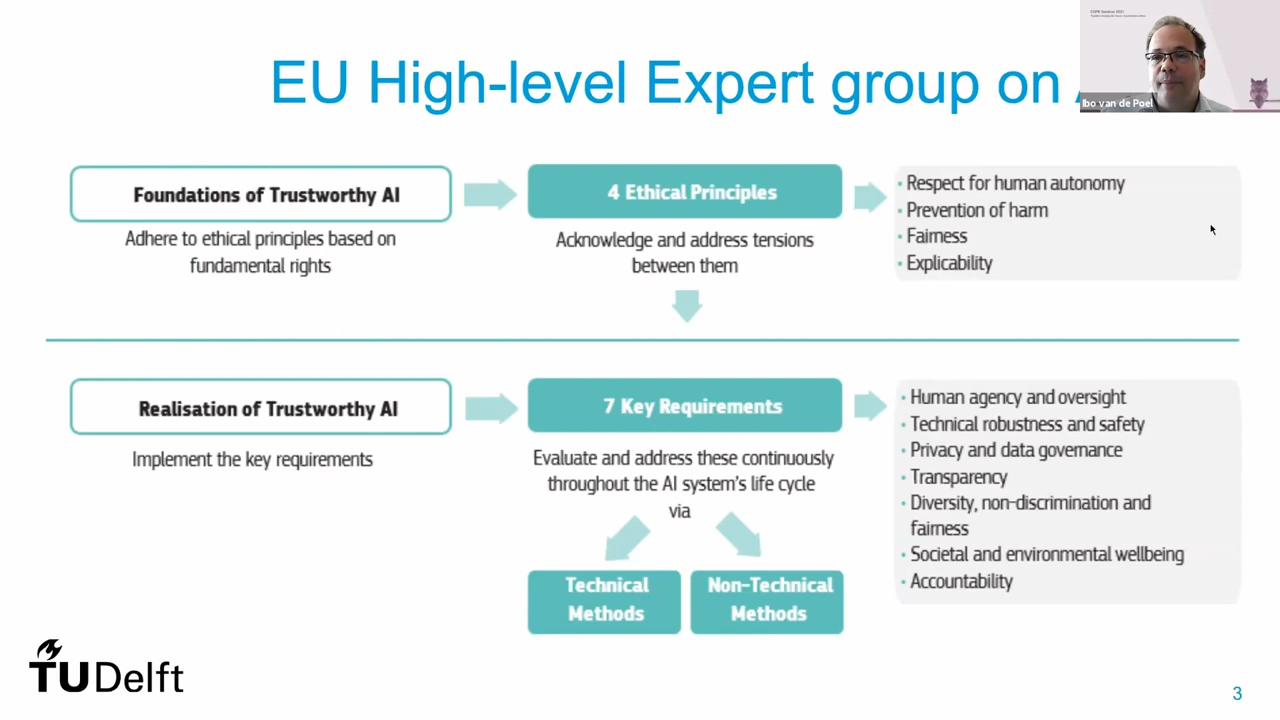 EU High-level Expert group on
Ibo van de Poel
Foundations of Trustworthy AI
Adhere to ethical principles based on
fundamental rights
4 Ethical Principles
Acknowledge and address tensions
between them
• Respect for human autonomy
• Prevention of harm
• Fairness
• Explicability
Realisation of Trustworthy AI
Implement the key requirements
7 Key Requirements
Evaluate and address these continuously
throughout the AI system's life cycle
via
Technical
Methods
Non-Technical
Methods
• Human agency and oversight
• Technical robustness and safety
• Privacy and data governance
• Transparency
• Diversity, non-discrimination and
fairness
• Societal and environmental wellbeing
• Accountability
TU Delft
3